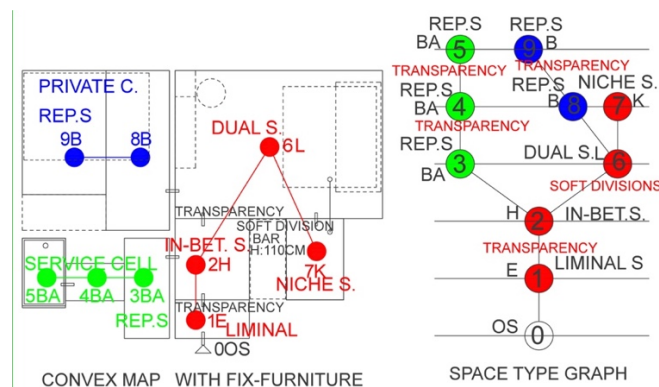 PRIVATE C.
REP.S
9B 8B
DUAL S.
6L
TRANSPARENCY
SOFT DIVISION
BAR
H:110CM
IN-BET. S.
2H
7K
NICHE S.
SERVICE CELL
5BA 4BA 3BA
REP.S
TRANSPARENCY
1E LIMINAL
0OS
CONVEX MAP WITH FIX-FURNITURE
REP.S REP.S
BA 5 9 B
TRANSPARENCY TRANSPARENCY
REP.S REP.S NICHE S.
BA 4 B 8 7 K
TRANSPARENCY
REP.S DUAL S.L
3 6
BA SOFT DIVISIONS
H 2 IN-BET.S.
TRANSPARENCY
E 1 LIMINAL S
OS 0
SPACE TYPE GRAPH